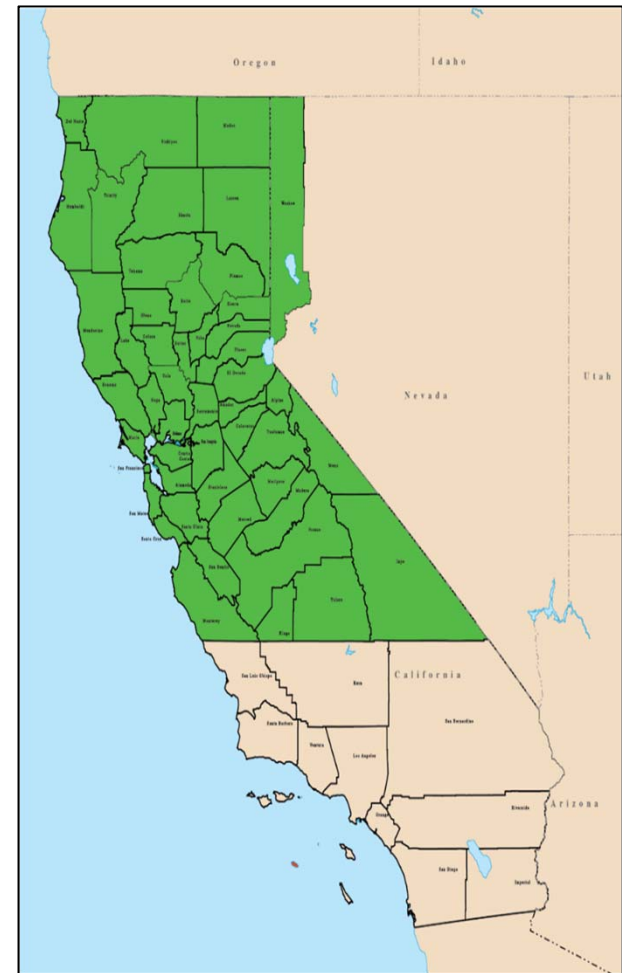 Oregon
Idaho
Del Norte
Siskiyou
Modoc
Humboldt
Trinity
Shasta
Lassen
Washoe
Tehama
Plumas
Mendocino
Glenn
Butte
Sierra
Nevada
Lake
Colusa
Sutter
Yuba
Placer
Utah
Sonoma
Yolo
El Dorado
Nevada
Napa
Sacramento
Amador
Alpine
Calaveras
Tuolumne
Marin
Solano
San Joaquin
Contra
Costa
Mono
San Francisco
Alameda
Stanislaus
Mariposa
Madera
San Mateo
Santa Clara
Merced
Santa Cruz
Fresno
Inyo
San Benito
Tulare
Monterey
Kings
San Luis Obispo
Kern
California
Santa Barbara
San Bernardino
Ventura
Los Angeles
Orange
Riverside
Arizona
San Diego
Imperial